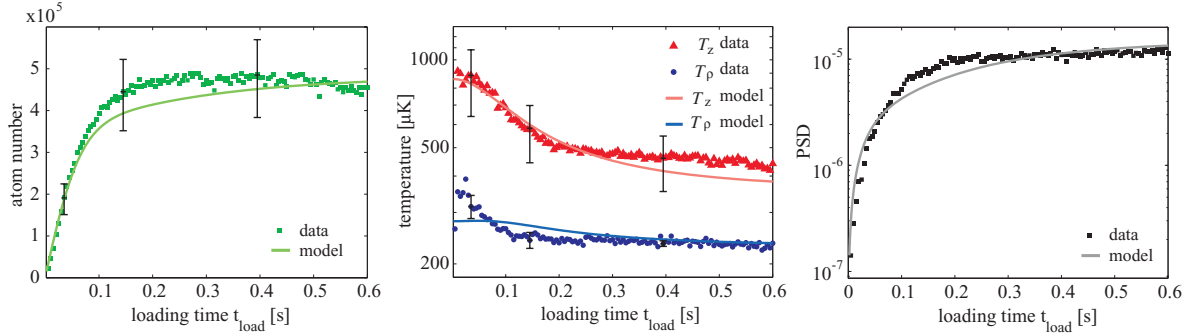 x10⁵
5
5
4
3
2
1
0
0.1
0.2
0.3
0.4
0.5
0.6
atom number
loading time t_load [s]
data
model
1000
500
200
0.1
0.2
0.3
0.4
0.5
0.6
temperature [µK]
loading time t_load [s]
T_z data
T_ρ data
T_z model
T_ρ model
10⁻⁵
10⁻⁶
10⁻⁷
0
0.1
0.2
0.3
0.4
0.5
0.6
PSD
loading time t_load [s]
data
model